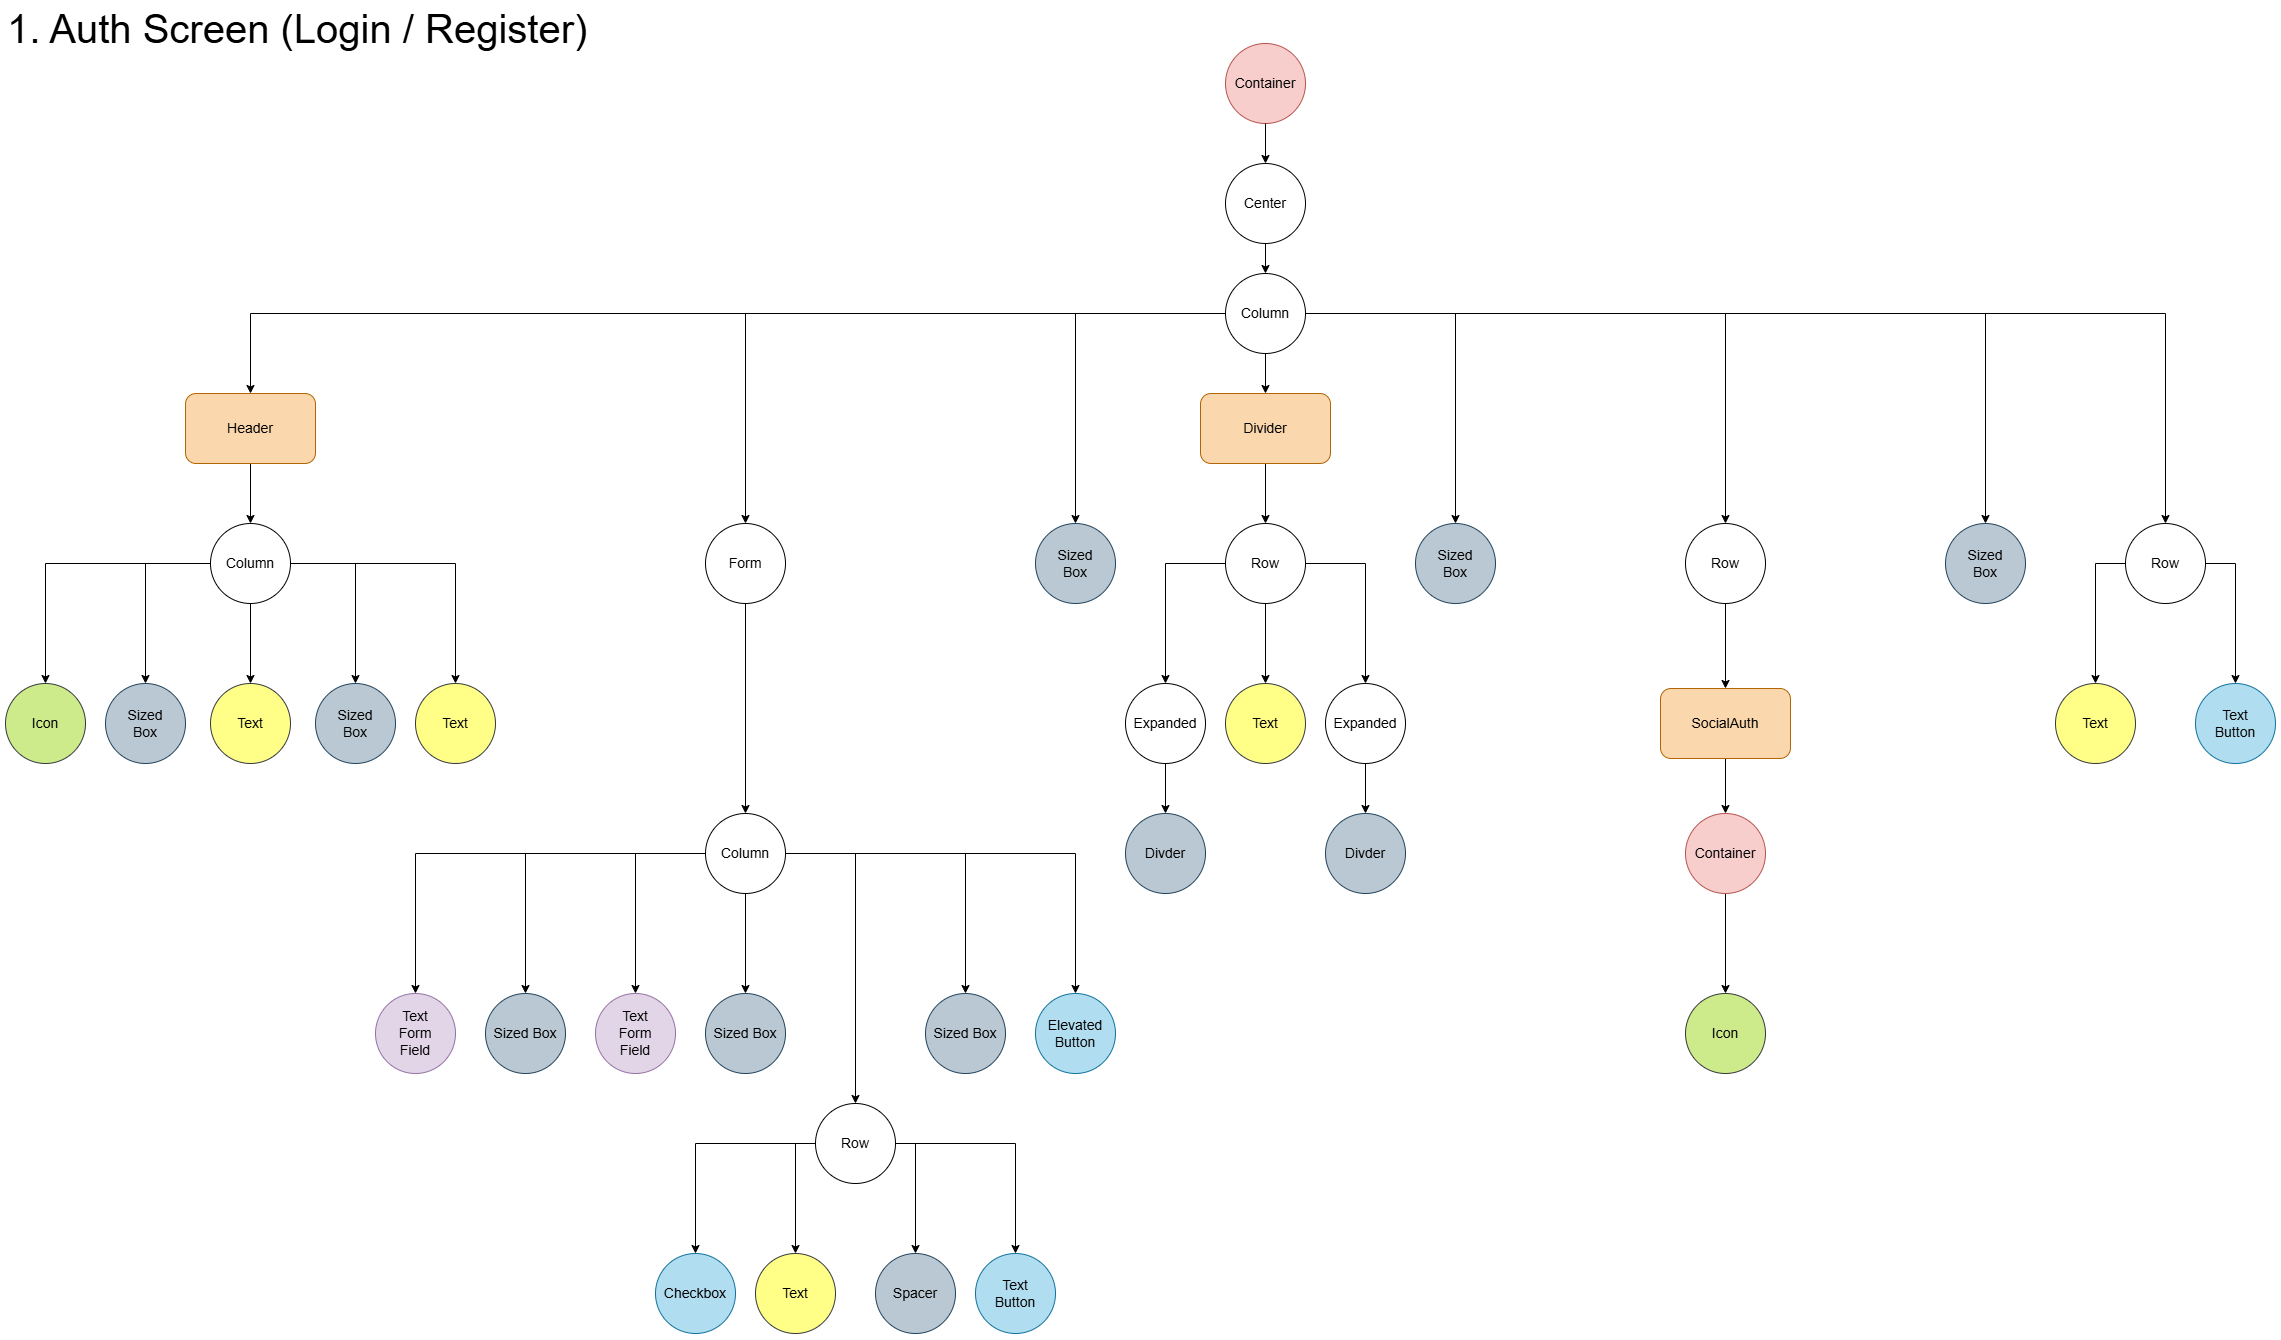 1. Auth Screen (Login / Register)
Container
Center
Column
Header
Divider
Column
Form
Sized
Box
Row
Sized
Box
Row
Sized
Box
Row
Icon
Sized
Box
Text
Sized
Box
Text
Expanded
Text
Expanded
SocialAuth
Text
Text
Button
Column
Divder
Divder
Container
Text
Form
Field
Sized Box
Text
Form
Field
Sized Box
Sized Box
Elevated
Button
Icon
Row
Checkbox
Text
Spacer
Text
Button